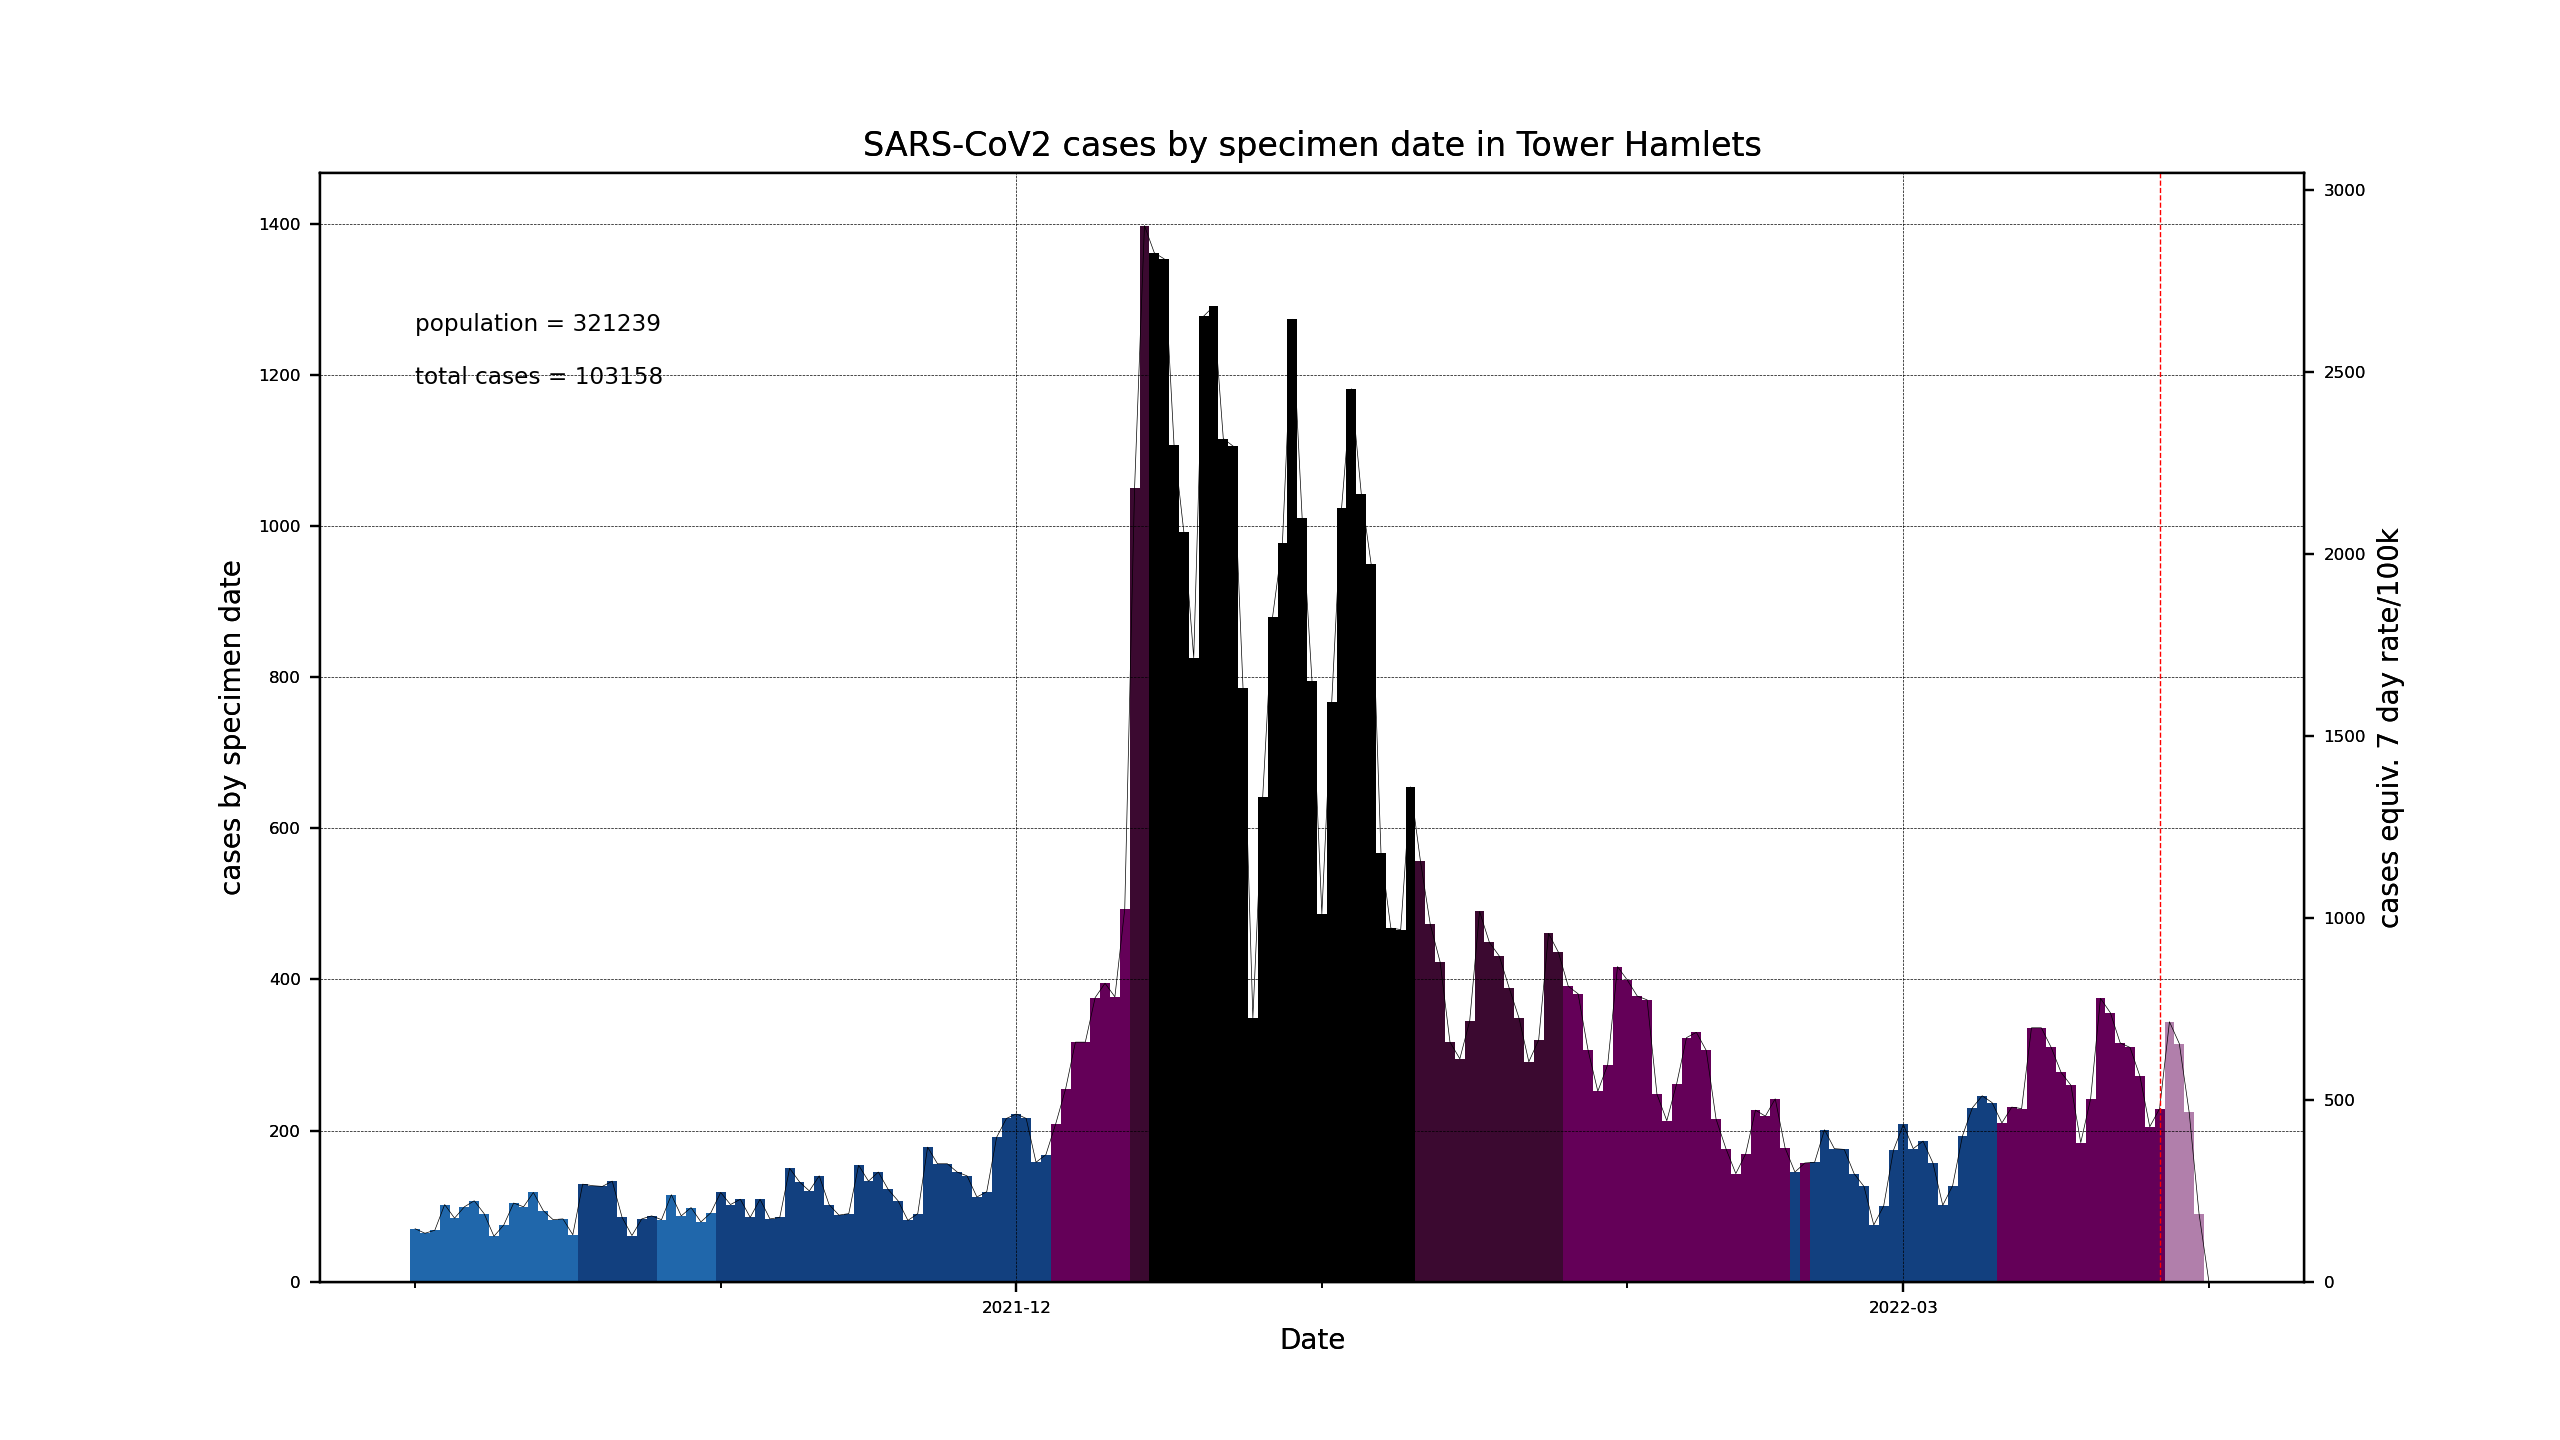 SARS-CoV2 cases by specimen date in Tower Hamlets
population = 321239
total cases = 103158
cases by specimen date
1400
1200
1000
800
600
400
200
0
3000
2500
2000
1500
1000
500
0
cases equiv. 7 day rate/100k
2021-12
2022-03
Date